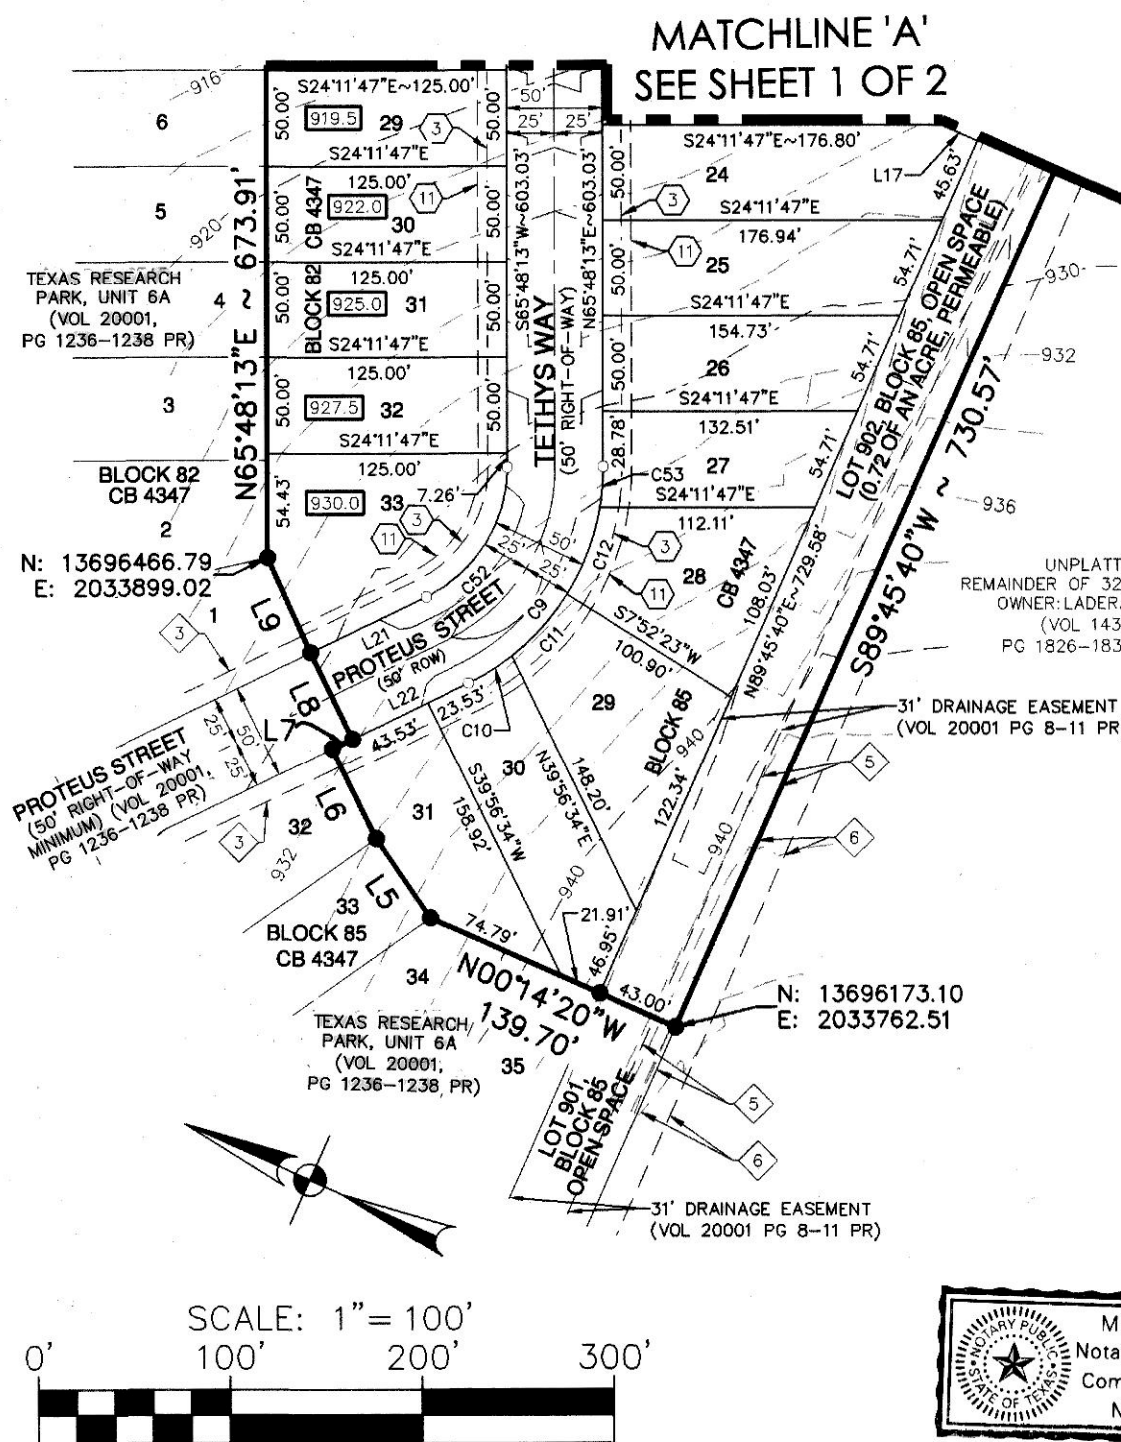 MATCHLINE 'A'
SEE SHEET 1 OF 2
6
5
4
3
2
1
916
920
TEXAS RESEARCH
PARK, UNIT 6A
(VOL 20001,
PG 1236-1238 PR)
BLOCK 82
CB 4347
N65°48'13"E ~ 673.91'
S24°11'47"E~125.00'
50.00'
919.5
29
3
50.00'
S24°11'47"E
125.00'
50.00'
922.0
30
11
50.00'
CB 4347
S24°11'47"E
125.00'
50.00'
925.0
31
50.00'
BLOCK 82
S24°11'47"E
125.00'
50.00'
927.5
32
50.00'
S24°11'47"E
125.00'
54.43'
930.0
33
7.26'
3
11
50'
25'
25'
S65°48'13"W~603.03'
N65°48'13"E~603.03'
TETHYS WAY
(50' RIGHT-OF-WAY)
S24°11'47"E~176.80'
50.00'
24
3
L17
45.63'
S24°11'47"E
176.94'
50.00'
11
25
54.71'
S24°11'47"E
154.73'
50.00'
26
54.71'
S24°11'47"E
132.51'
28.78'
27
54.71'
C53
S24°11'47"E
112.11'
3
28
11
CB 4347
108.03'
N89°45'40"E~729.58'
LOT 902, BLOCK 85, OPEN SPACE
(0.72 OF AN ACRE, PERMEABLE)
S89°45'40"W ~ 730.57'
930
932
936
UNPLATT
REMAINDER OF 32
OWNER: LADER
(VOL 143
PG 1826-183
N: 13696466.79
E: 2033899.02
3
L9
L8
L7
L6
L5
L21
PROTEUS STREET
(50' ROW)
L22
C52
C9
C11
C12
C10
25'
50'
25'
S7°52'23"W
100.90'
43.53'
23.53'
29
30
31
BLOCK 85
940
S39°56'34"W
158.92'
N39°56'34"E
148.20'
122.34'
940
940
25'
50'
25'
PROTEUS STREET
(50' RIGHT-OF-WAY
MINIMUM) (VOL 20001,
PG 1236-1238 PR)
3
32
932
33
BLOCK 85
CB 4347
34
35
TEXAS RESEARCH
PARK, UNIT 6A
(VOL 20001,
PG 1236-1238 PR)
74.79'
21.91'
46.95'
43.00'
N00°14'20"W
139.70'
31' DRAINAGE EASEMENT
(VOL 20001 PG 8-11 PR
5
6
N: 13696173.10
E: 2033762.51
LOT 901,
BLOCK 85
OPEN SPACE
5
6
31' DRAINAGE EASEMENT
(VOL 20001 PG 8-11 PR)
SCALE: 1"= 100'
0'
100'
200'
300'
NOTARY PUBLIC
STATE OF TEXAS
M
Nota
Com